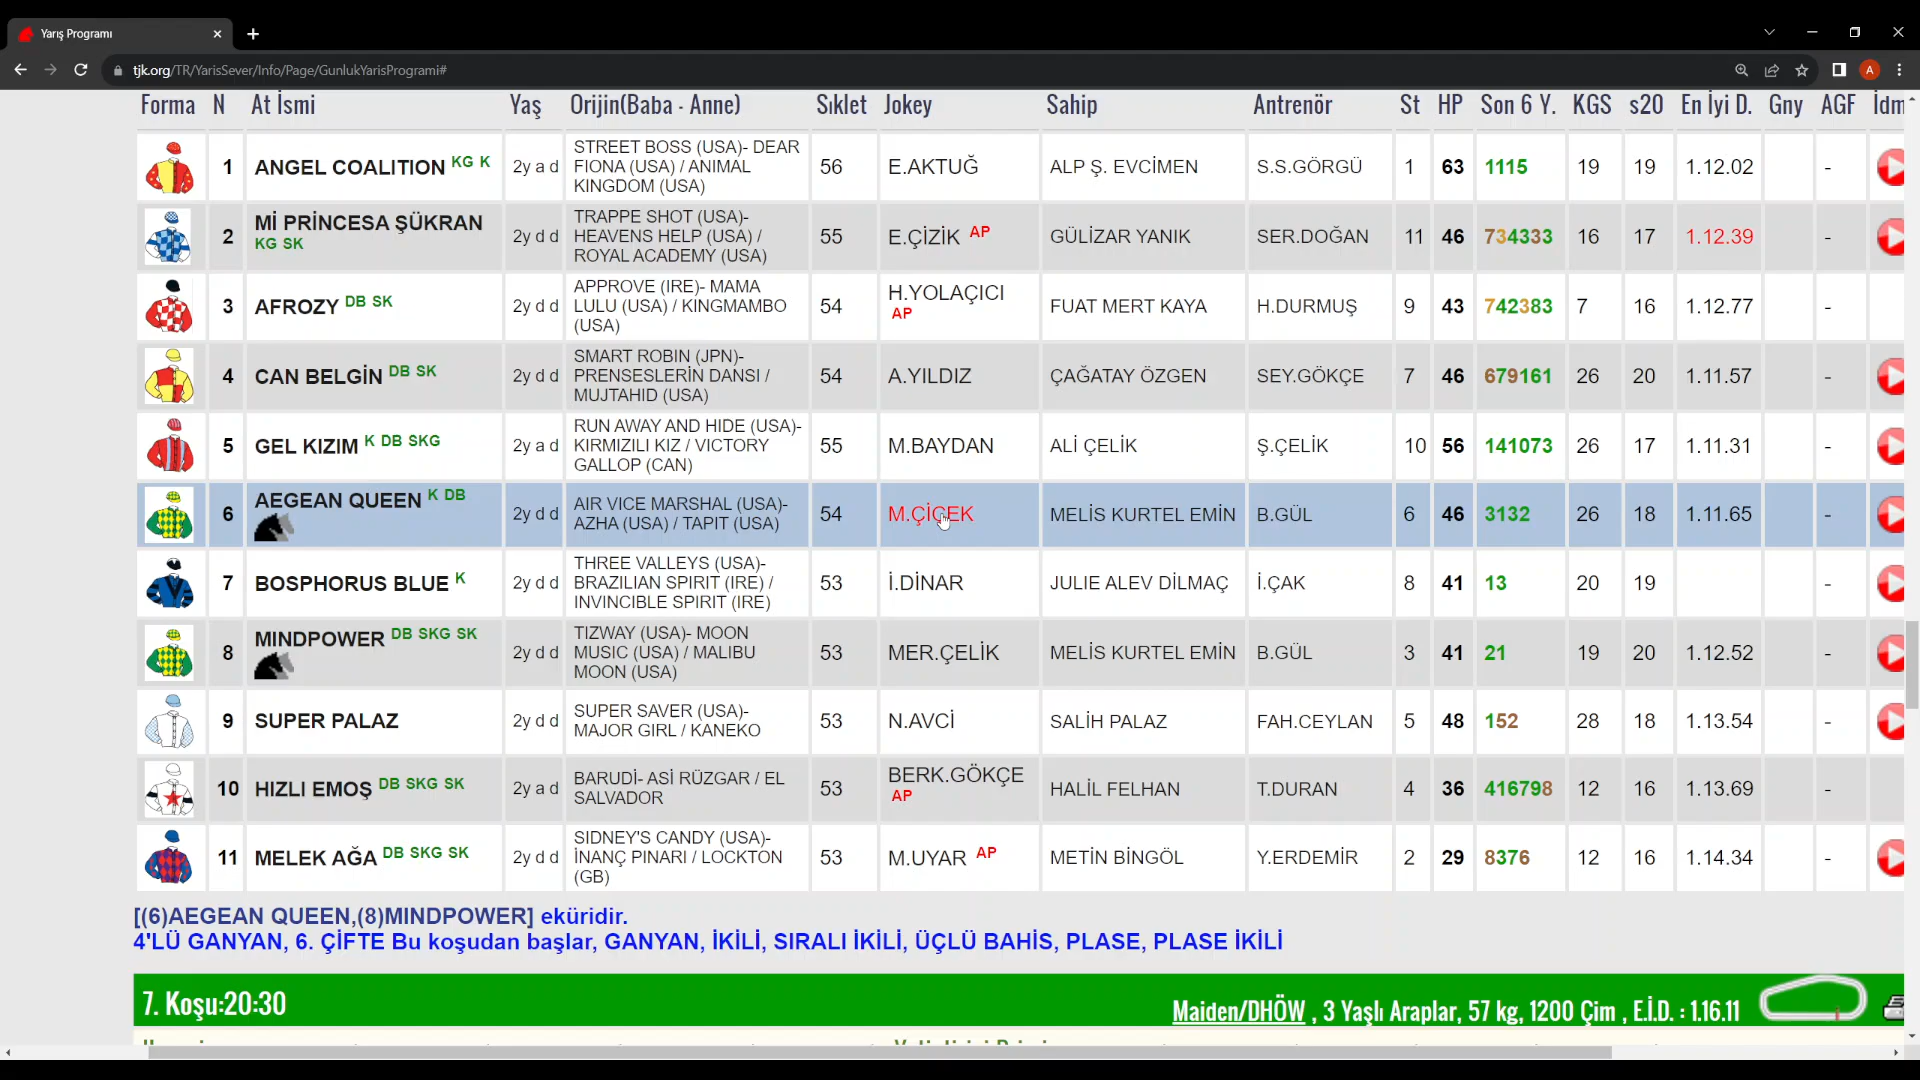 Yarış Programı
tjk.org/TR/YarisSever/Info/Page/GunlukYarisProgrami#
A
Forma N At İsmi Yaş Orijin(Baba - Anne) Sıklet Jokey Sahip Antrenör St HP Son 6 Y. KGS s20 En İyi D. Gny AGF İdm
1 ANGEL COALITION KG K 2y a d STREET BOSS (USA)- DEAR FIONA (USA) / ANIMAL KINGDOM (USA) 56 E.AKTUĞ ALP Ş. EVCİMEN S.S.GÖRGÜ 1 63 1115 19 19 1.12.02 -
2 Mİ PRİNCESA ŞÜKRAN KG SK 2y d d TRAPPE SHOT (USA)- HEAVENS HELP (USA) / ROYAL ACADEMY (USA) 55 E.ÇİZİK AP GÜLİZAR YANIK SER.DOĞAN 11 46 734333 16 17 1.12.39 -
3 AFROZY DB SK 2y d d APPROVE (IRE)- MAMA LULU (USA) / KINGMAMBO (USA) 54 H.YOLAÇICI AP FUAT MERT KAYA H.DURMUŞ 9 43 742383 7 16 1.12.77 -
4 CAN BELGİN DB SK 2y d d SMART ROBIN (JPN)- PRENSESLERİN DANSI / MUJTAHID (USA) 54 A.YILDIZ ÇAĞATAY ÖZGEN SEY.GÖKÇE 7 46 679161 26 20 1.11.57 -
5 GEL KIZIM K DB SKG 2y a d RUN AWAY AND HIDE (USA)- KIRMIZILI KIZ / VICTORY GALLOP (CAN) 55 M.BAYDAN ALİ ÇELİK Ş.ÇELİK 10 56 141073 26 17 1.11.31 -
6 AEGEAN QUEEN K DB 2y d d AIR VICE MARSHAL (USA)- AZHA (USA) / TAPIT (USA) 54 M.ÇİÇEK MELİS KURTEL EMİN B.GÜL 6 46 3132 26 18 1.11.65 -
7 BOSPHORUS BLUE K 2y d d THREE VALLEYS (USA)- BRAZILIAN SPIRIT (IRE) / INVINCIBLE SPIRIT (IRE) 53 İ.DİNAR JULIE ALEV DİLMAÇ İ.ÇAK 8 41 13 20 19 -
8 MINDPOWER DB SKG SK 2y d d TIZWAY (USA)- MOON MUSIC (USA) / MALIBU MOON (USA) 53 MER.ÇELİK MELİS KURTEL EMİN B.GÜL 3 41 21 19 20 1.12.52 -
9 SUPER PALAZ 2y d d SUPER SAVER (USA)- MAJOR GIRL / KANEKO 53 N.AVCİ SALİH PALAZ FAH.CEYLAN 5 48 152 28 18 1.13.54 -
10 HIZLI EMOŞ DB SKG SK 2y a d BARUDİ- ASİ RÜZGAR / EL SALVADOR 53 BERK.GÖKÇE AP HALİL FELHAN T.DURAN 4 36 416798 12 16 1.13.69 -
11 MELEK AĞA DB SKG SK 2y d d SIDNEY'S CANDY (USA)- İNANÇ PINARI / LOCKTON (GB) 53 M.UYAR AP METİN BİNGÖL Y.ERDEMİR 2 29 8376 12 16 1.14.34 -
[(6)AEGEAN QUEEN,(8)MINDPOWER] eküridir.
4'LÜ GANYAN, 6. ÇİFTE Bu koşudan başlar, GANYAN, İKİLİ, SIRALI İKİLİ, ÜÇLÜ BAHİS, PLASE, PLASE İKİLİ
7. Koşu:20:30
Maiden/DHÖW , 3 Yaşlı Araplar, 57 kg, 1200 Çim , E.İ.D. : 1.16.11